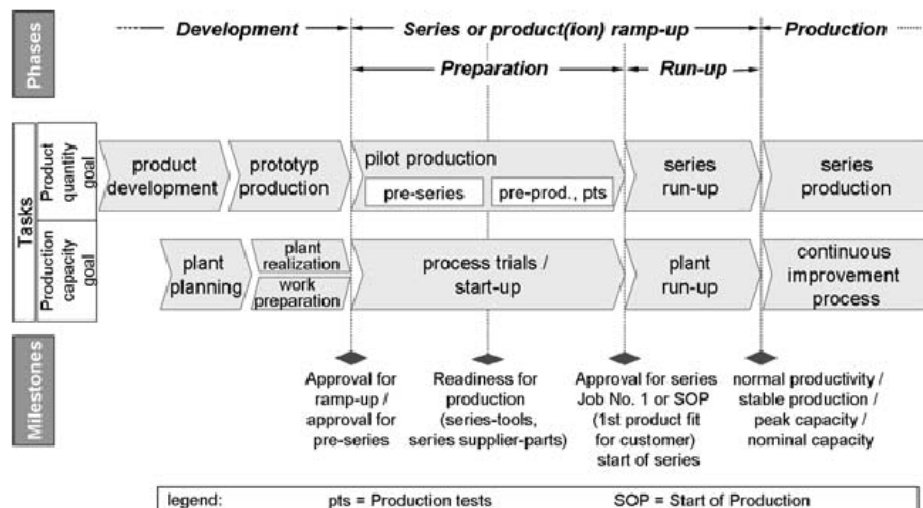 Phases
Development
Series or product(ion) ramp-up
Production
Preparation
Run-up
Tasks
Product
quantity
goal
product
development
prototyp
production
pilot production
pre-series
pre-prod., pts
series
run-up
series
production
Production
capacity
goal
plant
planning
plant
realization
work
preparation
process trials /
start-up
plant
run-up
continuous
improvement
process
Milestones
Approval for
ramp-up /
approval for
pre-series
Readiness for
production
(series-tools,
series supplier-parts)
Approval for series
Job No. 1 or SOP
(1st product fit
for customer)
start of series
normal productivity /
stable production /
peak capacity /
nominal capacity
legend: pts = Production tests SOP = Start of Production